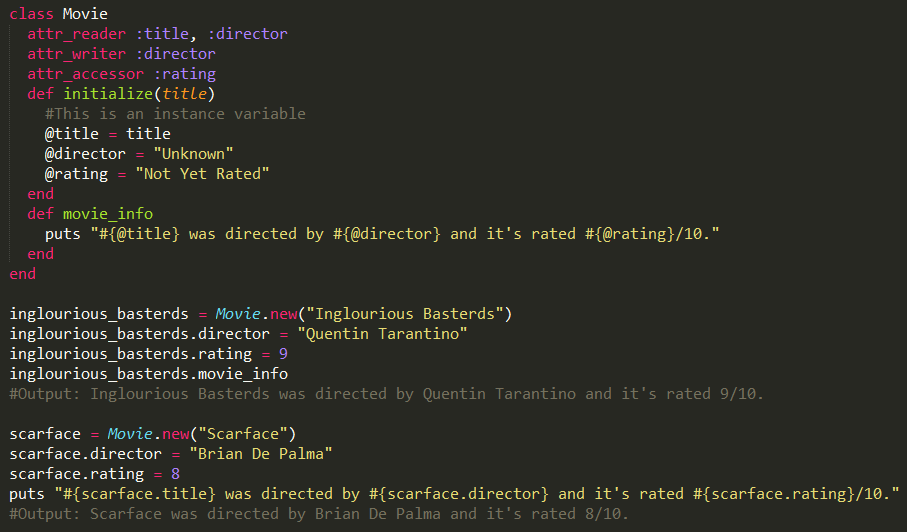 class Movie
  attr_reader :title, :director
  attr_writer :director
  attr_accessor :rating
  def initialize(title)
    #This is an instance variable
    @title = title
    @director = "Unknown"
    @rating = "Not Yet Rated"
  end
  def movie_info
    puts "#{@title} was directed by #{@director} and it's rated #{@rating}/10."
  end
end

inglourious_basterds = Movie.new("Inglourious Basterds")
inglourious_basterds.director = "Quentin Tarantino"
inglourious_basterds.rating = 9
inglourious_basterds.movie_info
#Output: Inglourious Basterds was directed by Quentin Tarantino and it's rated 9/10.

scarface = Movie.new("Scarface")
scarface.director = "Brian De Palma"
scarface.rating = 8
puts "#{scarface.title} was directed by #{scarface.director} and it's rated #{scarface.rating}/10."
#Output: Scarface was directed by Brian De Palma and it's rated 8/10.